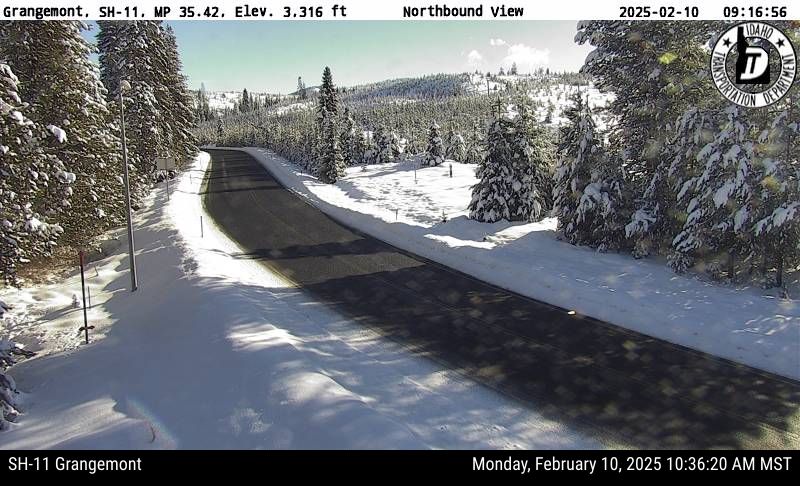 Grangemont, SH-11, MP 35.42, Elev. 3,316 ft Northbound View 2025-02-10 09:16:56
IDAHO
TRANSPORTATION DEPARTMENT
SH-11 Grangemont Monday, February 10, 2025 10:36:20 AM MST